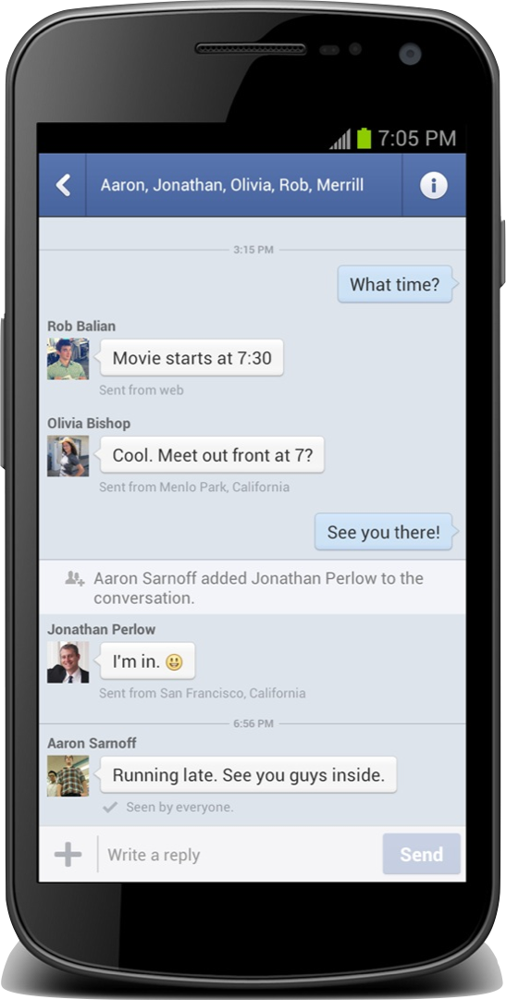 7:05 PM
Aaron, Jonathan, Olivia, Rob, Merrill
3:15 PM
What time?
Rob Balian
Movie starts at 7:30
Sent from web
Olivia Bishop
Cool. Meet out front at 7?
Sent from Menlo Park, California
See you there!
Aaron Sarnoff added Jonathan Perlow to the
conversation.
Jonathan Perlow
I'm in. 😃
Sent from San Francisco, California
6:56 PM
Aaron Sarnoff
Running late. See you guys inside.
Seen by everyone.
Write a reply
Send